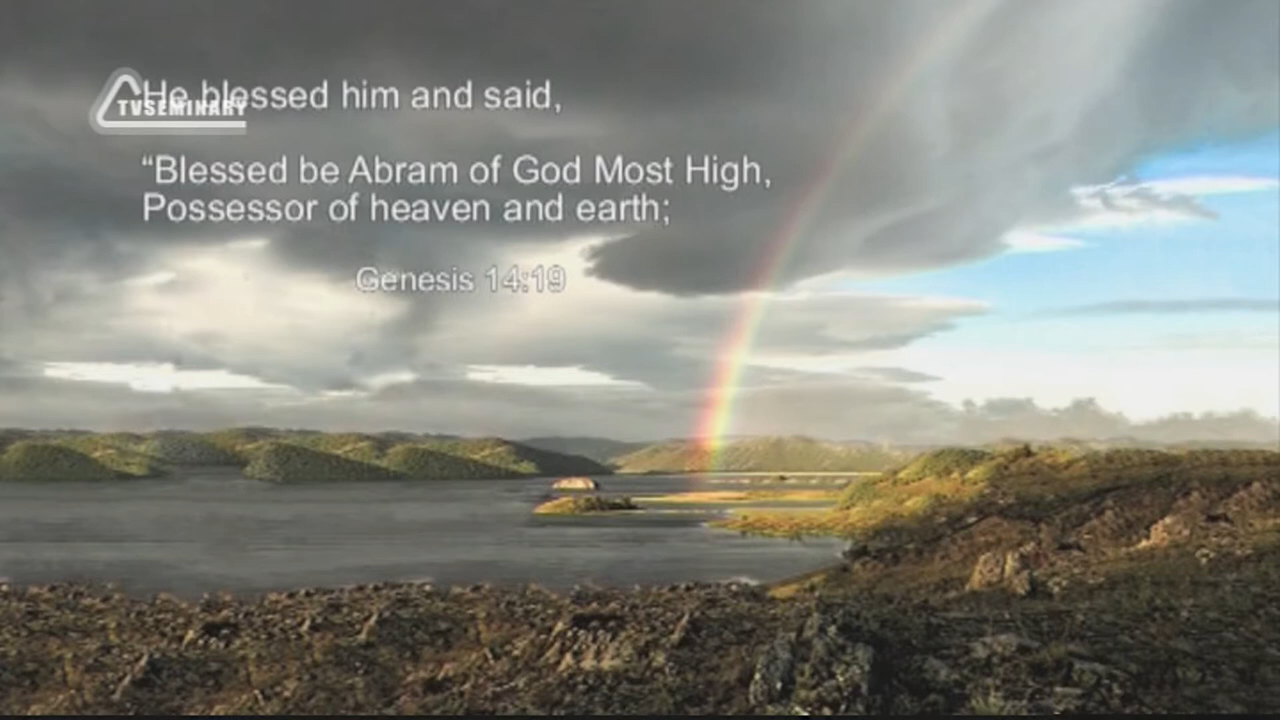 He blessed him and said,
TVSEMINARY
“Blessed be Abram of God Most High,
Possessor of heaven and earth;
Genesis 14:19